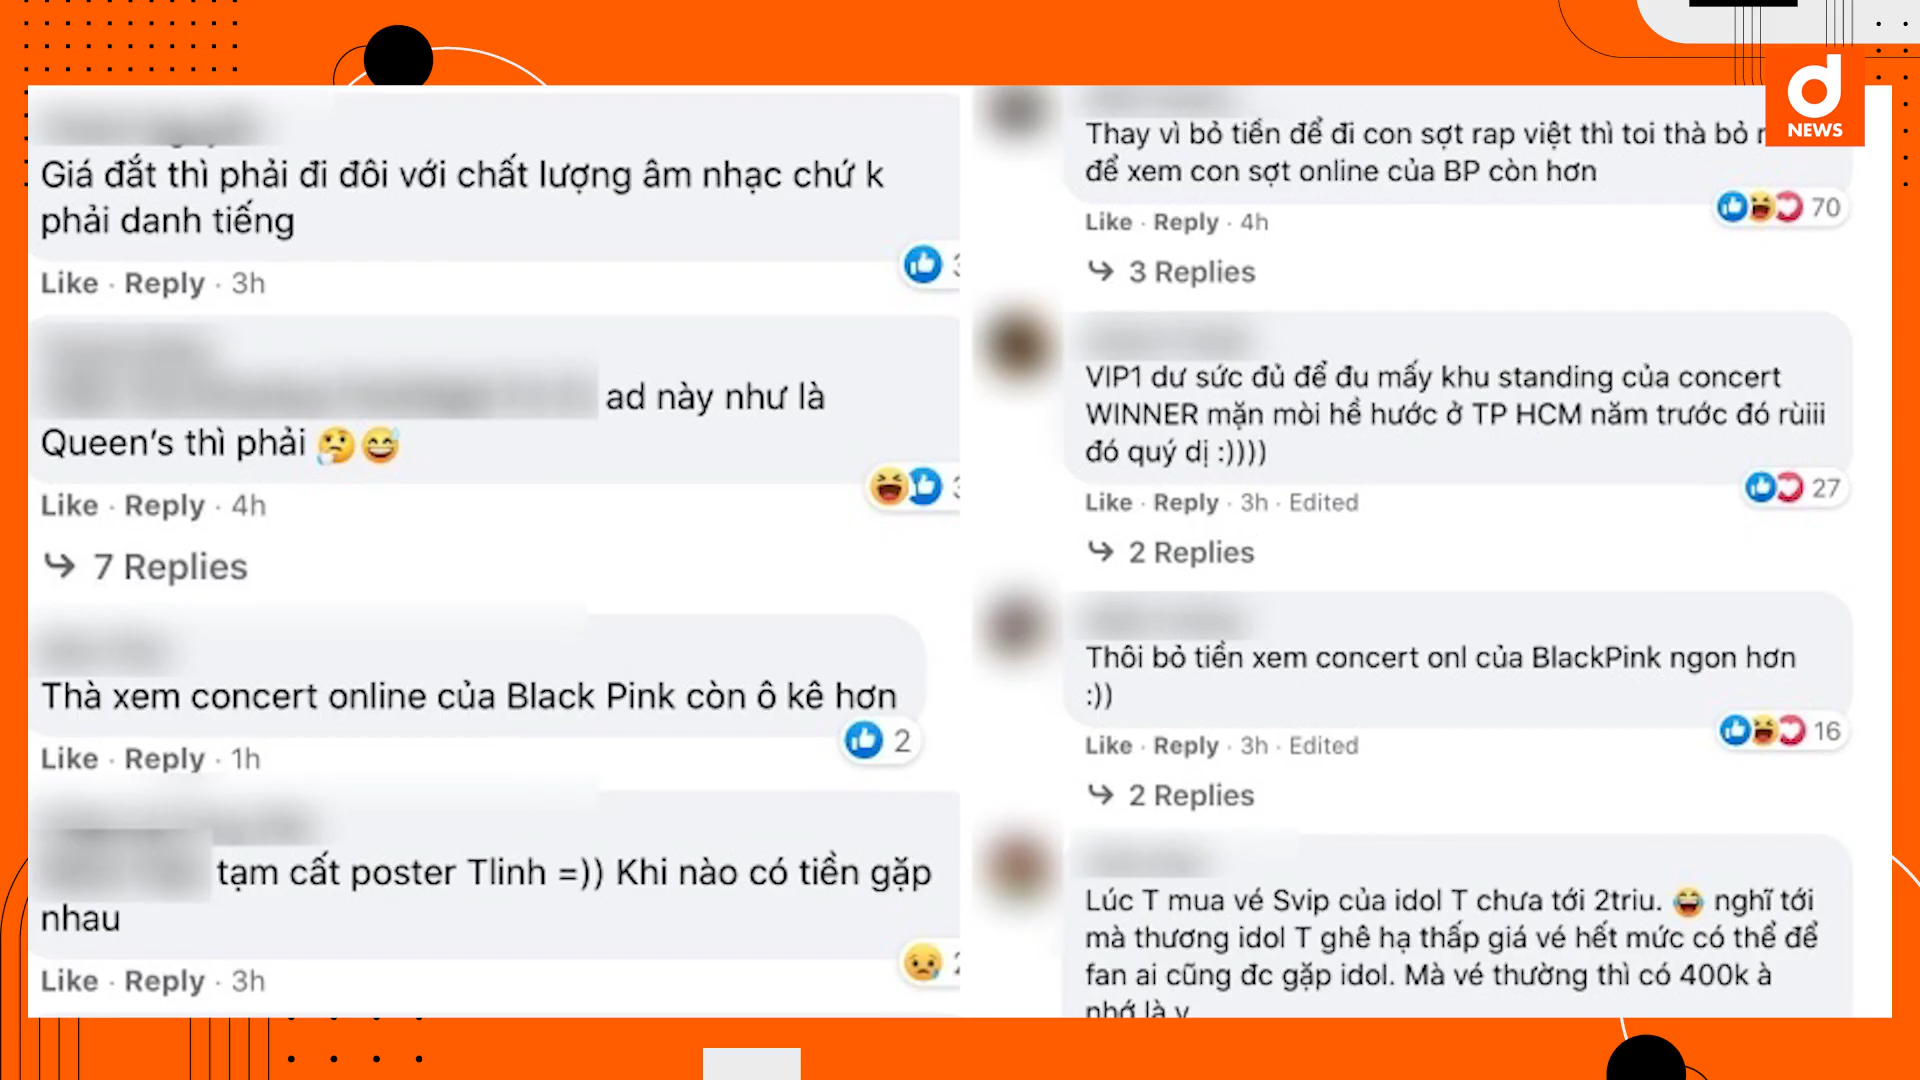 Giá đắt thì phải đi đôi với chất lượng âm nhạc chứ k
phải danh tiếng
Like · Reply · 3h
ad này như là
Queen's thì phải 🤔😅
Like · Reply · 4h
7 Replies
Thà xem concert online của Black Pink còn ô kê hơn
2
Like · Reply · 1h
tạm cất poster Tlinh =)) Khi nào có tiền gặp
nhau
Like · Reply · 3h
d
NEWS
Thay vì bỏ tiền để đi con sợt rap việt thì toi thà bỏ
để xem con sợt online của BP còn hơn
70
Like · Reply · 4h
3 Replies
VIP1 dư sức đủ để đu mấy khu standing của concert
WINNER mặn mòi hề hước ở TP HCM năm trước đó rùiii
đó quý dị :))))
27
Like · Reply · 3h · Edited
2 Replies
Thôi bỏ tiền xem concert onl của BlackPink ngon hơn
:))
16
Like · Reply · 3h · Edited
2 Replies
Lúc T mua vé Svip của idol T chưa tới 2triu. 😂 nghĩ tới
mà thương idol T ghê hạ thấp giá vé hết mức có thể để
fan ai cũng đc gặp idol. Mà vé thường thì có 400k à
nhớ là